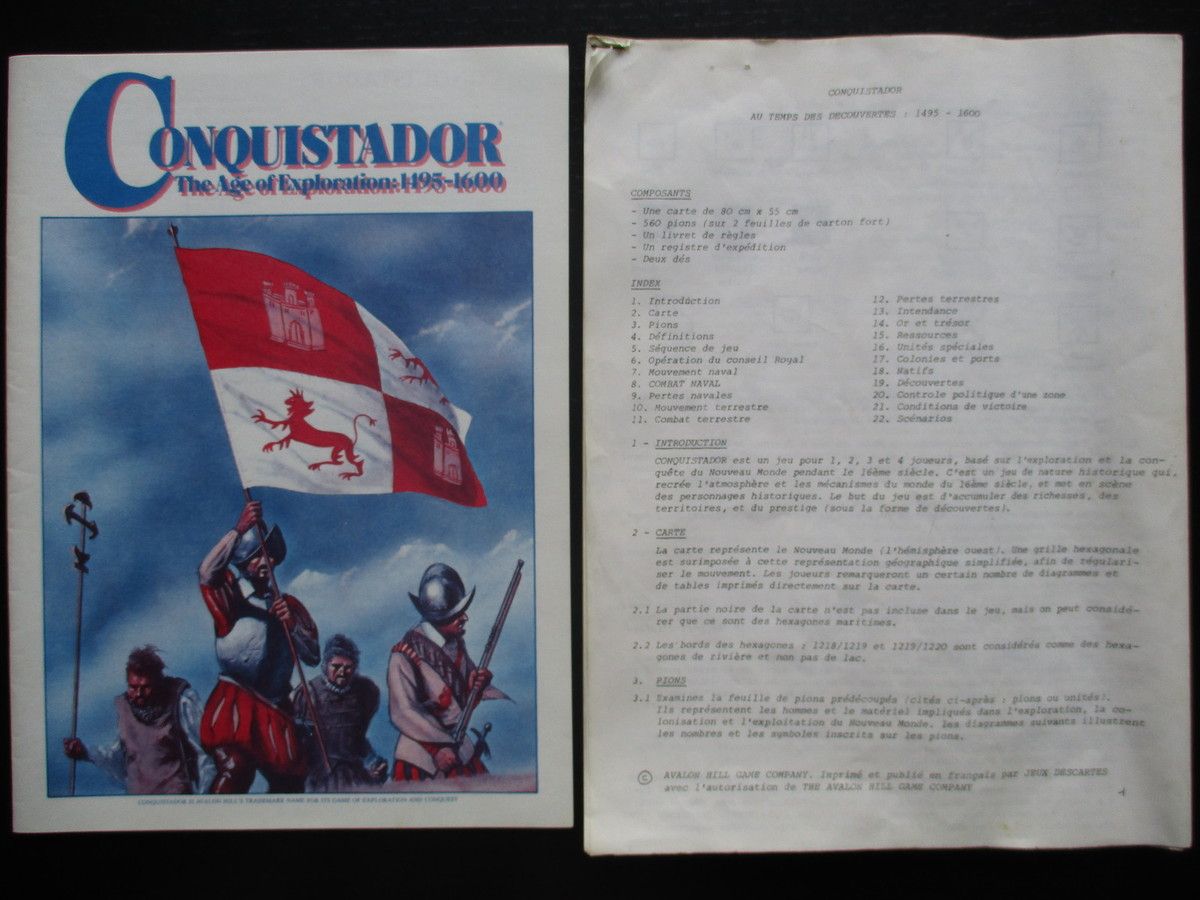 CONQUISTADOR
The Age of Exploration: 1495-1600
CONQUISTADOR IS AVALON HILL'S TRADEMARK NAME FOR ITS GAME OF EXPLORATION AND CONQUEST
CONQUISTADOR
AU TEMPS DES DECOUVERTES : 1495 - 1600
COMPOSANTS
- Une carte de 80 cm x 55 cm
- 560 pions (sur 2 feuilles de carton fort)
- Un livret de règles
- Un registre d'expédition
- Deux dés
INDEX
1. Introduction
2. Carte
3. Pions
4. Définitions
5. Séquence de jeu
6. Opération du conseil Royal
7. Mouvement naval
8. COMBAT NAVAL
9. Pertes navales
10. Mouvement terrestre
11. Combat terrestre
12. Pertes terrestres
13. Intendance
14. Or et trésor
15. Ressources
16. Unités spéciales
17. Colonies et ports
18. Natifs
19. Découvertes
20. Controle politique d'une zone
21. Conditions de victoire
22. Scénarios
1 - INTRODUCTION
CONQUISTADOR est un jeu pour 1, 2, 3 et 4 joueurs, basé sur l'exploration et la con-
quête du Nouveau Monde pendant le 16ème siècle. C'est un jeu de nature historique qui,
recrée l'atmosphère et les mécanismes du monde du 16ème siècle, et met en scène
des personnages historiques. Le but du jeu est d'accumuler des richesses, des
territoires, et du prestige (sous la forme de découvertes).
2 - CARTE
La carte représente le Nouveau Monde (l'hémisphère ouest). Une grille hexagonale
est surimposée à cette représentation géographique simplifiée, afin de régulari-
ser le mouvement. Les joueurs remarqueront un certain nombre de diagrammes et
de tables imprimés directement sur la carte.
2.1 La partie noire de la carte n'est pas incluse dans le jeu, mais on peut considé-
rer que ce sont des hexagones maritimes.
2.2 Les bords des hexagones : 1218/1219 et 1219/1220 sont considérés comme des hexa-
gones de rivière et non pas de lac.
3. PIONS
3.1 Examines la feuille de pions prédécoupés (cités ci-après : pions ou unités).
Ils représentent les hommes et le matériel impliqués dans l'exploration, la co-
lonisation et l'exploitation du Nouveau Monde. les diagrammes suivants illustrent
les nombres et les symboles inscrits sur les pions.
© AVALON HILL GAME COMPANY. Imprimé et publié en français par JEUX DESCARTES
avec l'autorisation de THE AVALON HILL GAME COMPANY